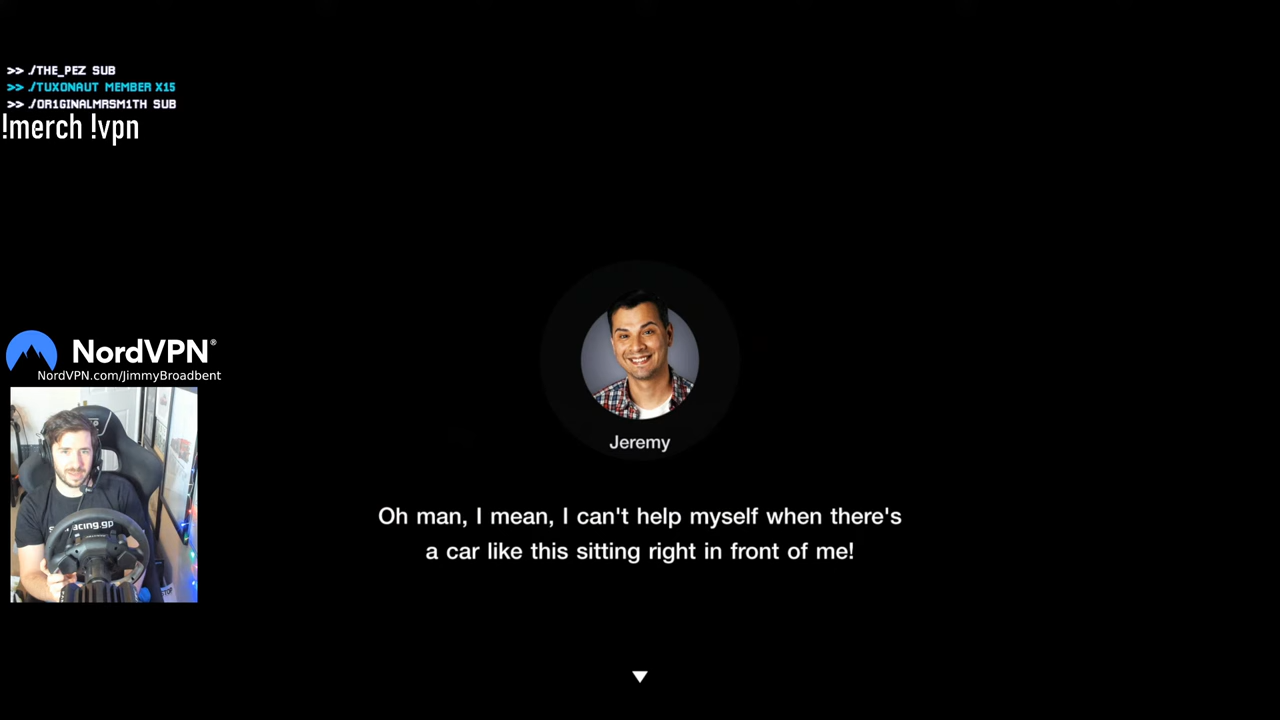 >> ./THE_PEZ SUB
>> ./TUXONAUT MEMBER X15
>> ./OR1GINALMRSM1TH SUB
!merch !vpn
NordVPN®
NordVPN.com/JimmyBroadbent
Jeremy
Oh man, I mean, I can't help myself when there's
a car like this sitting right in front of me!